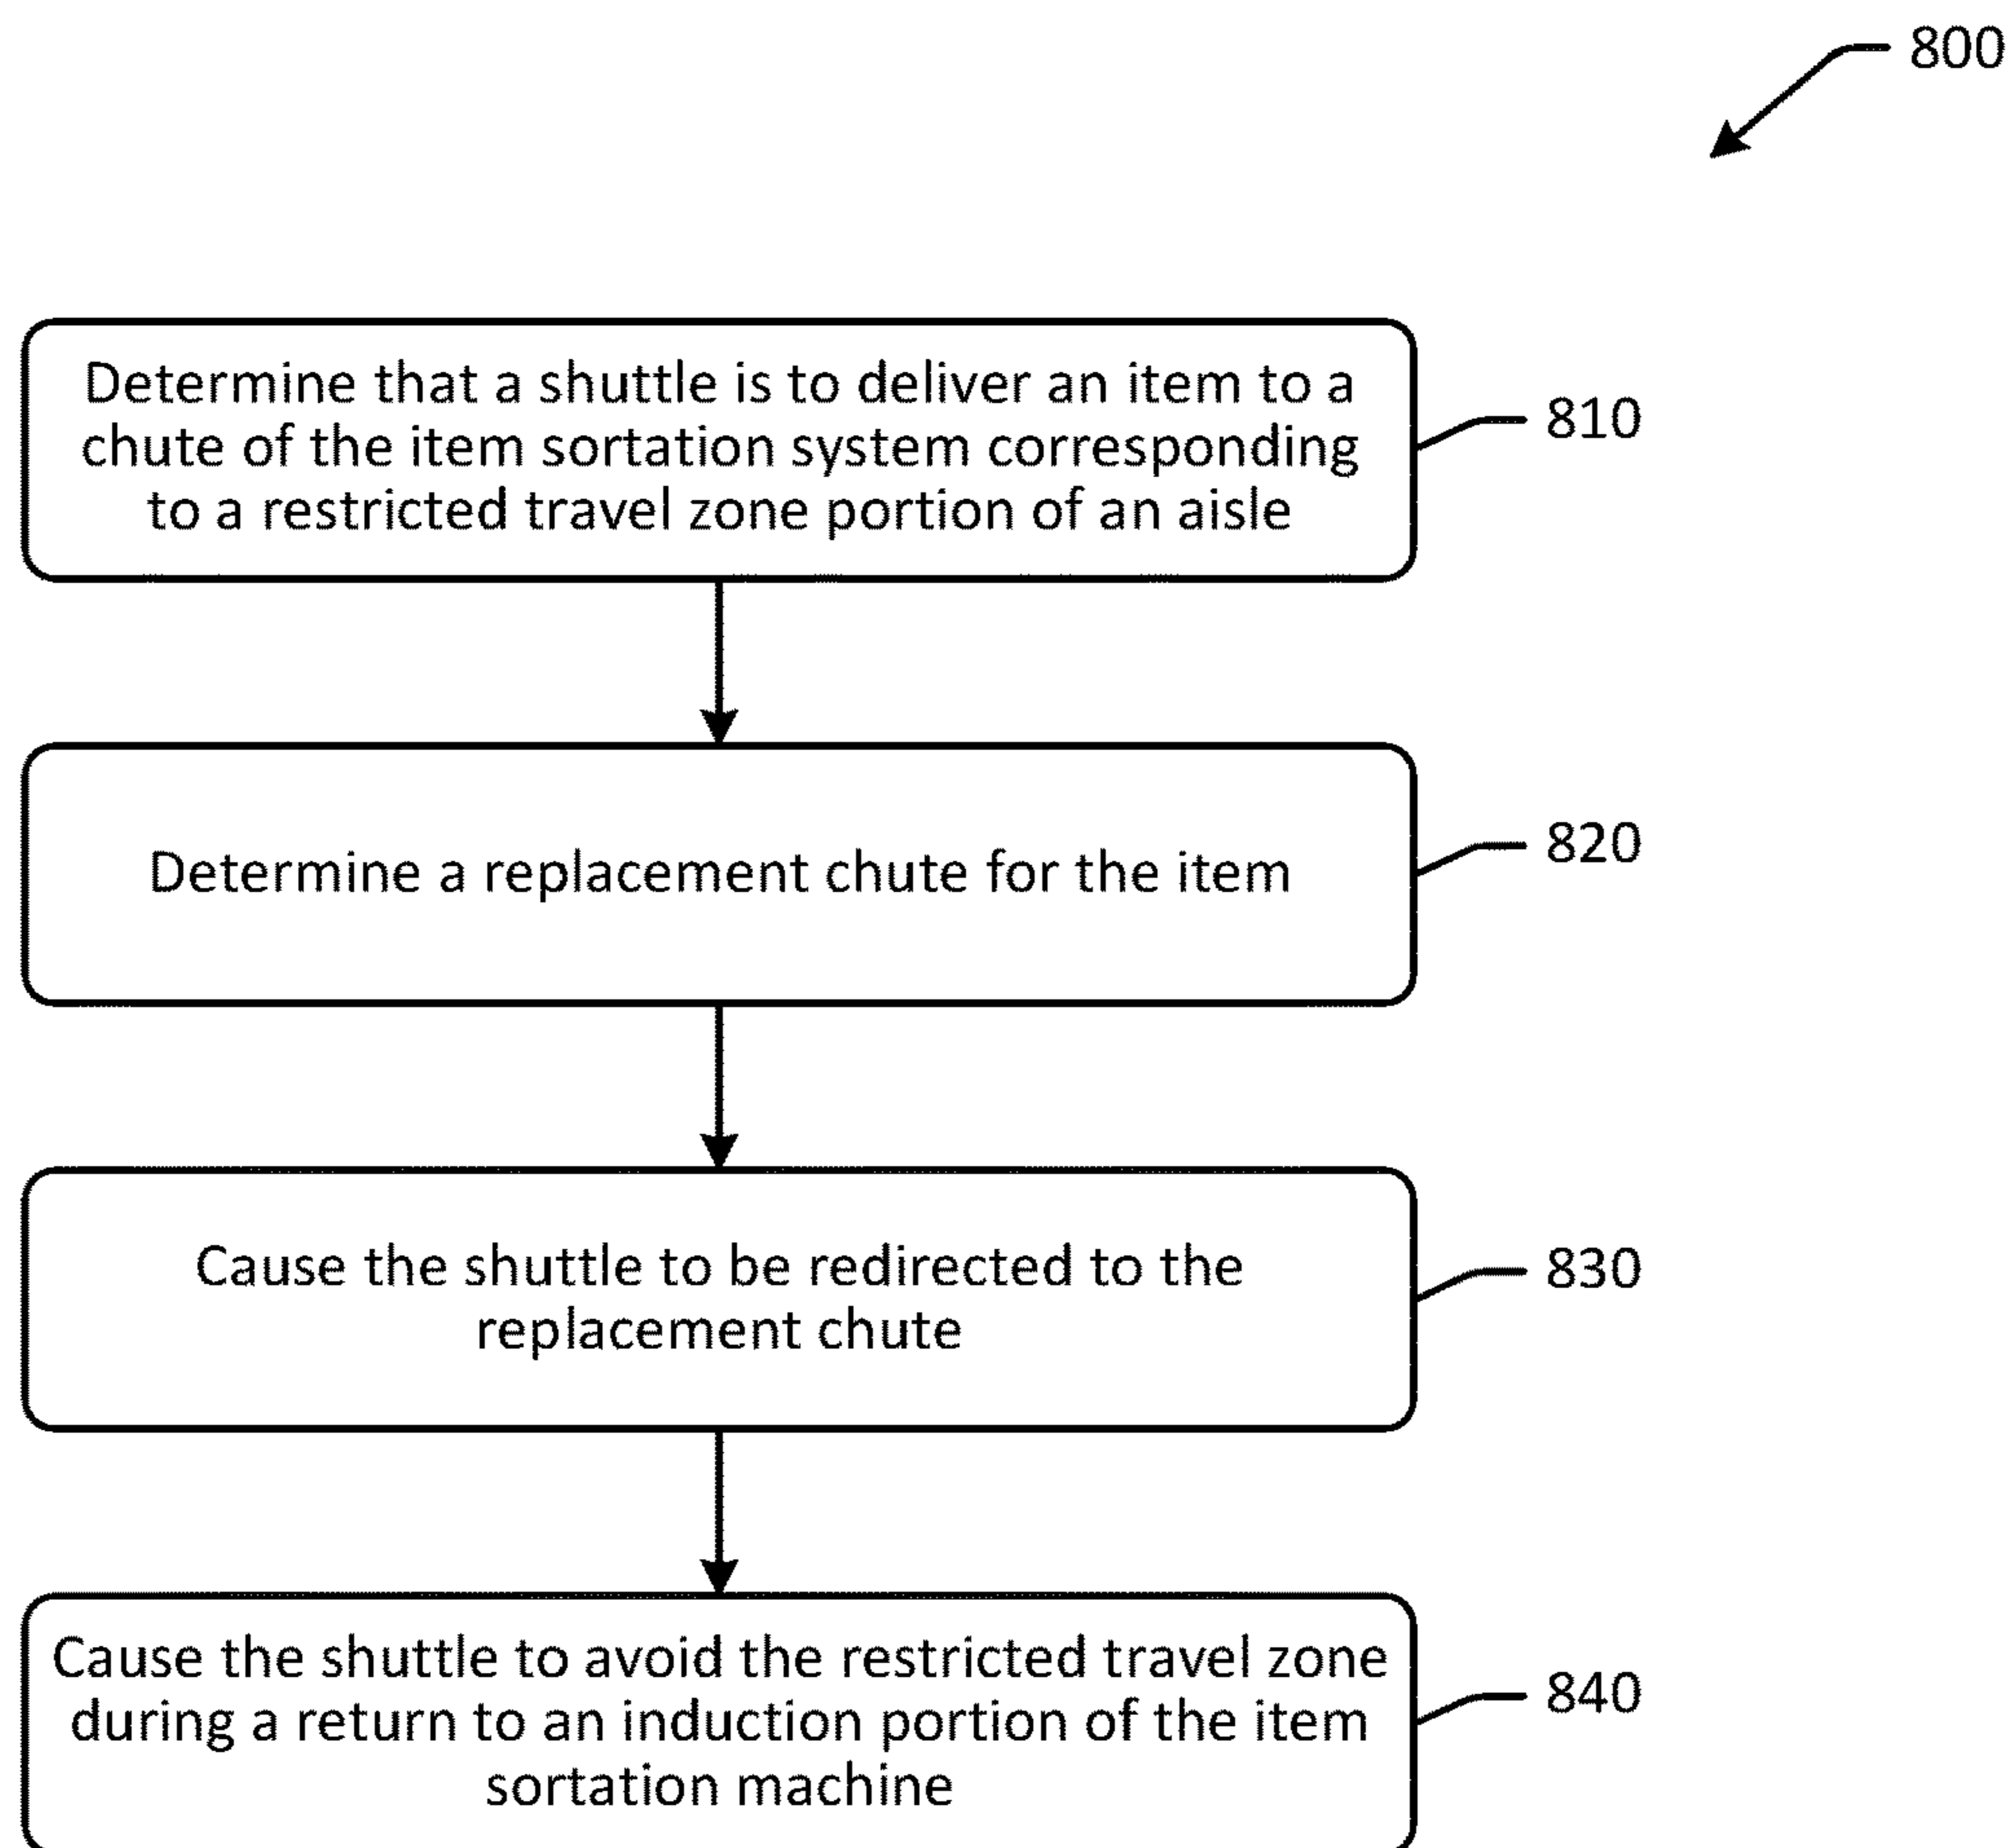 800
Determine that a shuttle is to deliver an item to a
chute of the item sortation system corresponding
to a restricted travel zone portion of an aisle
810
Determine a replacement chute for the item
820
Cause the shuttle to be redirected to the
replacement chute
830
Cause the shuttle to avoid the restricted travel zone
during a return to an induction portion of the item
sortation machine
840